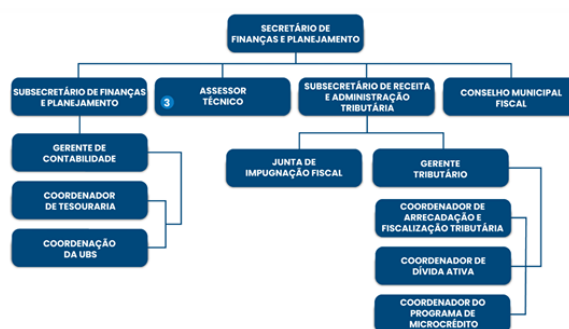 SECRETÁRIO DE
FINANÇAS E PLANEJAMENTO
SUBSECRETÁRIO DE FINANÇAS
E PLANEJAMENTO
3
ASSESSOR
TÉCNICO
SUBSECRETÁRIO DE RECEITA
E ADMINISTRAÇÃO
TRIBUTÁRIA
CONSELHO MUNICIPAL
FISCAL
GERENTE DE
CONTABILIDADE
JUNTA DE
IMPUGNAÇÃO FISCAL
GERENTE
TRIBUTÁRIO
COORDENADOR
DE TESOURARIA
COORDENADOR DE
ARRECADAÇÃO E
FISCALIZAÇÃO TRIBUTÁRIA
COORDENAÇÃO
DA UBS
COORDENADOR DE
DÍVIDA ATIVA
COORDENADOR DO
PROGRAMA DE
MICROCRÉDITO